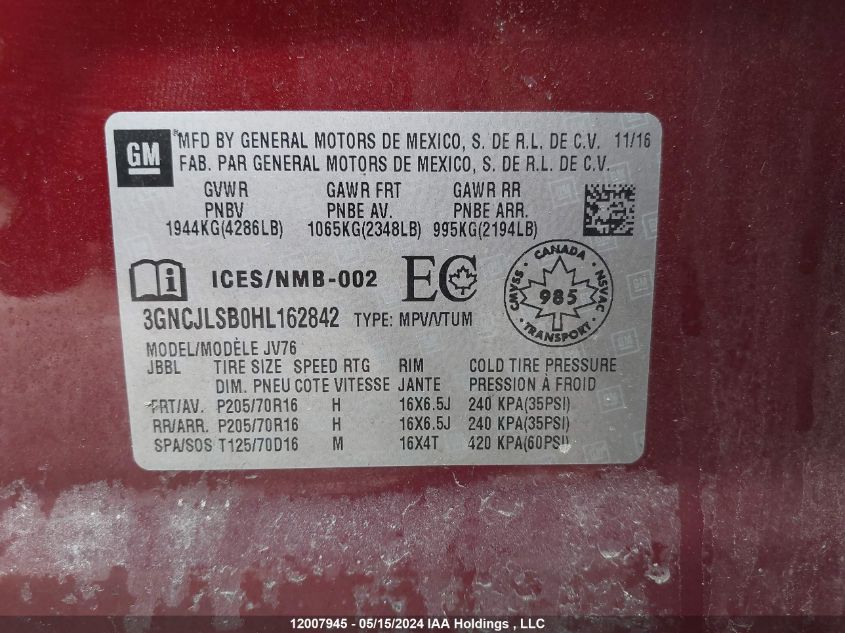 GM
®MFD BY GENERAL MOTORS DE MEXICO, S. DE R.L. DE C.V. 11/16
FAB. PAR GENERAL MOTORS DE MEXICO, S. DE R.L. DE C.V.
GVWR GAWR FRT GAWR RR
PNBV PNBE AV. PNBE ARR.
1944KG(4286LB) 1065KG(2348LB) 995KG(2194LB)
i ICES/NMB-002 EC
CANADA
CMVSS 985 NSVAC
TRANSPORT
3GNCJLSB0HL162842 TYPE: MPV/VTUM
MODEL/MODÈLE JV76
JBBL TIRE SIZE SPEED RTG RIM COLD TIRE PRESSURE
DIM. PNEU COTE VITESSE JANTE PRESSION À FROID
FRT/AV. P205/70R16 H 16X6.5J 240 KPA(35PSI)
RR/ARR. P205/70R16 H 16X6.5J 240 KPA(35PSI)
SPA/SOS T125/70D16 M 16X4T 420 KPA(60PSI)
12007945 - 05/15/2024 IAA Holdings , LLC